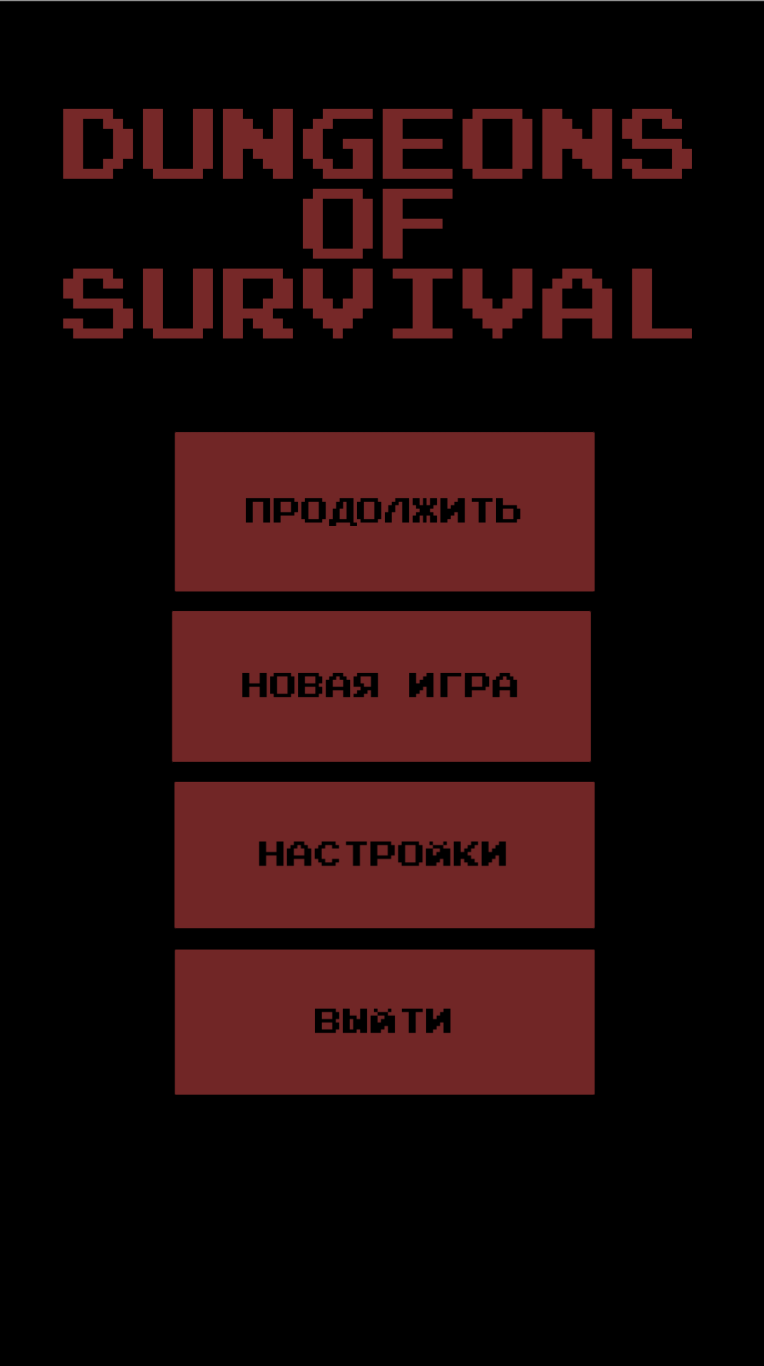 DUNGEONS
OF
SURVIVAL
ПРОДОЛЖИТЬ
НОВАЯ ИГРА
НАСТРОйКИ
ВЫйТИ